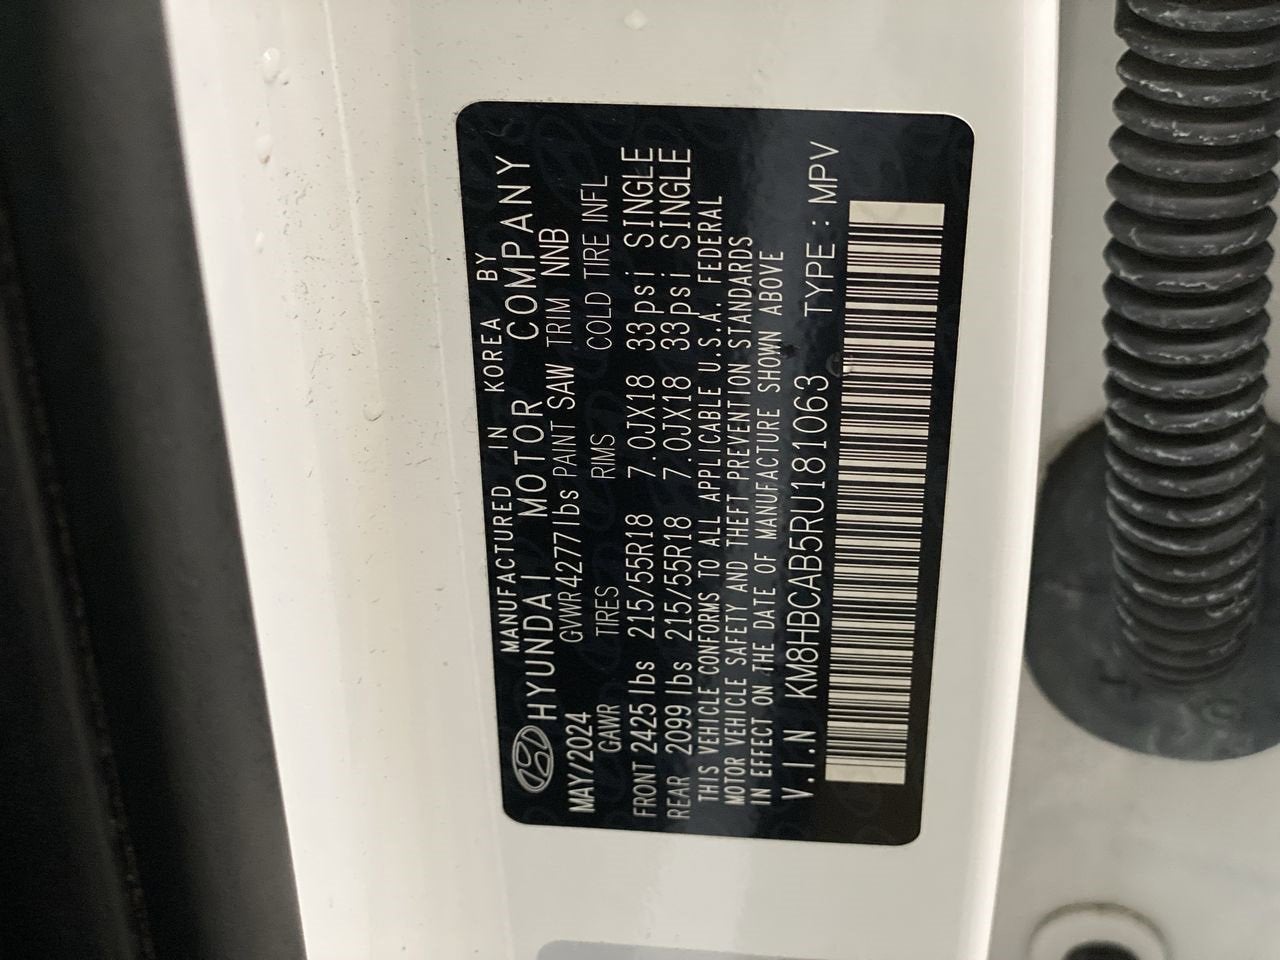 MANUFACTURED IN KOREA BY
HYUNDAI MOTOR COMPANY
MAY/2024 GVWR 4277lbs PAINT SAW TRIM NNB
GAWR TIRES RIMS COLD TIRE INFL
FRONT 2425lbs 215/55R18 7.0JX18 33psi SINGLE
REAR 2099lbs 215/55R18 7.0JX18 33psi SINGLE
THIS VEHICLE CONFORMS TO ALL APPLICABLE U.S.A. FEDERAL
MOTOR VEHICLE SAFETY AND THEFT PREVENTION STANDARDS
IN EFFECT ON THE DATE OF MANUFACTURE SHOWN ABOVE
V.I.N KM8HBCAB5RU181063 TYPE : MPV